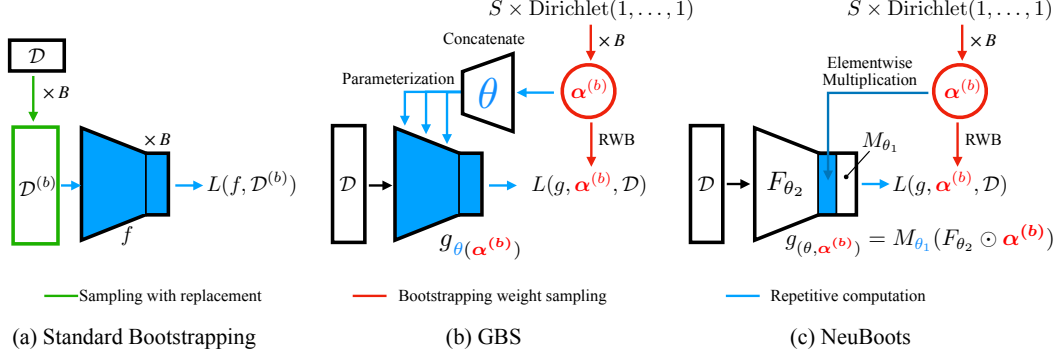 𝒟
× B
𝒟^(b)
× B
f
L(f, 𝒟^(b))
S × Dirichlet(1, . . . , 1)
× B
Concatenate
Parameterization
θ
α^(b)
RWB
𝒟
L(g, α^(b), 𝒟)
g_θ(α^(b))
S × Dirichlet(1, . . . , 1)
× B
Elementwise
Multiplication
α^(b)
RWB
M_θ₁
𝒟
F_θ₂
L(g, α^(b), 𝒟)
g_(θ,α^(b)) = M_θ₁(F_θ₂ ⊙ α^(b))
Sampling with replacement
Bootstrapping weight sampling
Repetitive computation
(a) Standard Bootstrapping
(b) GBS
(c) NeuBoots